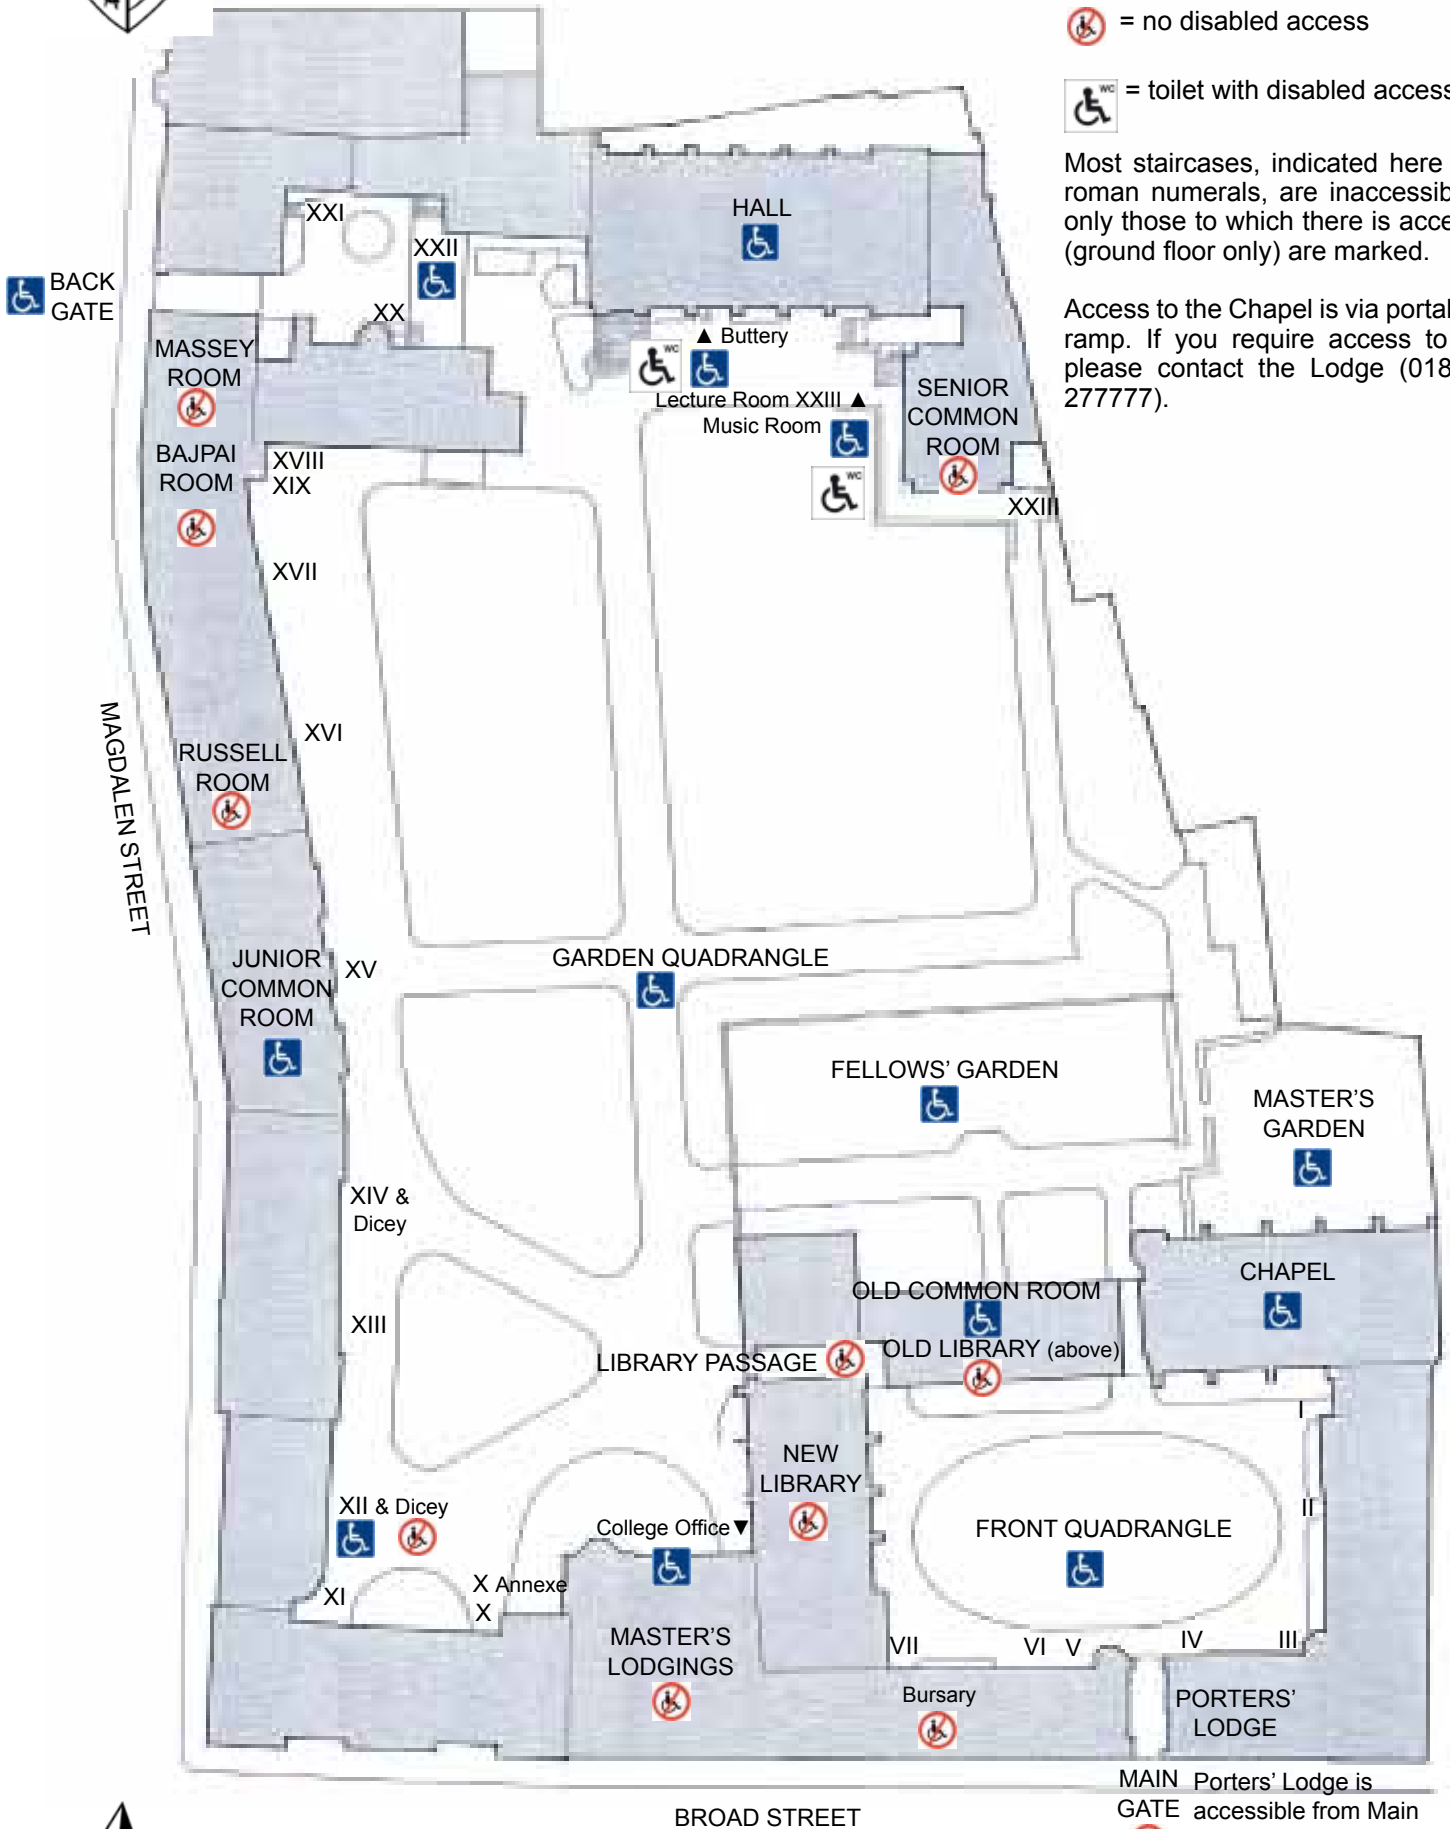 = no disabled access
= toilet with disabled access
Most staircases, indicated here
roman numerals, are
only those to which there is
(ground floor only) are marked.
Access to the Chapel is via
ramp. If you require access to
please contact the Lodge (018
277777).
HALL
XXI
XXII
BACK
GATE
XX
WC
▲ Buttery
MASSEY
ROOM
Lecture Room XXIII ▲
Music Room
SENIOR
COMMON
ROOM
WC
BAJPAI
ROOM
XVIII
XIX
XXIII
XVII
MAGDALEN STREET
XVI
RUSSELL
ROOM
JUNIOR
COMMON
ROOM
XV
GARDEN QUADRANGLE
FELLOWS' GARDEN
MASTER'S
GARDEN
XIV &
Dicey
CHAPEL
OLD COMMON ROOM
XIII
LIBRARY PASSAGE
OLD LIBRARY (above)
I
NEW
LIBRARY
II
XII & Dicey
College Office▼
FRONT QUADRANGLE
XI
X Annexe
X
MASTER'S
LODGINGS
VII
VI
V
IV
III
Bursary
PORTERS'
LODGE
MAIN
GATE
Porters' Lodge is
accessible from Main
BROAD STREET